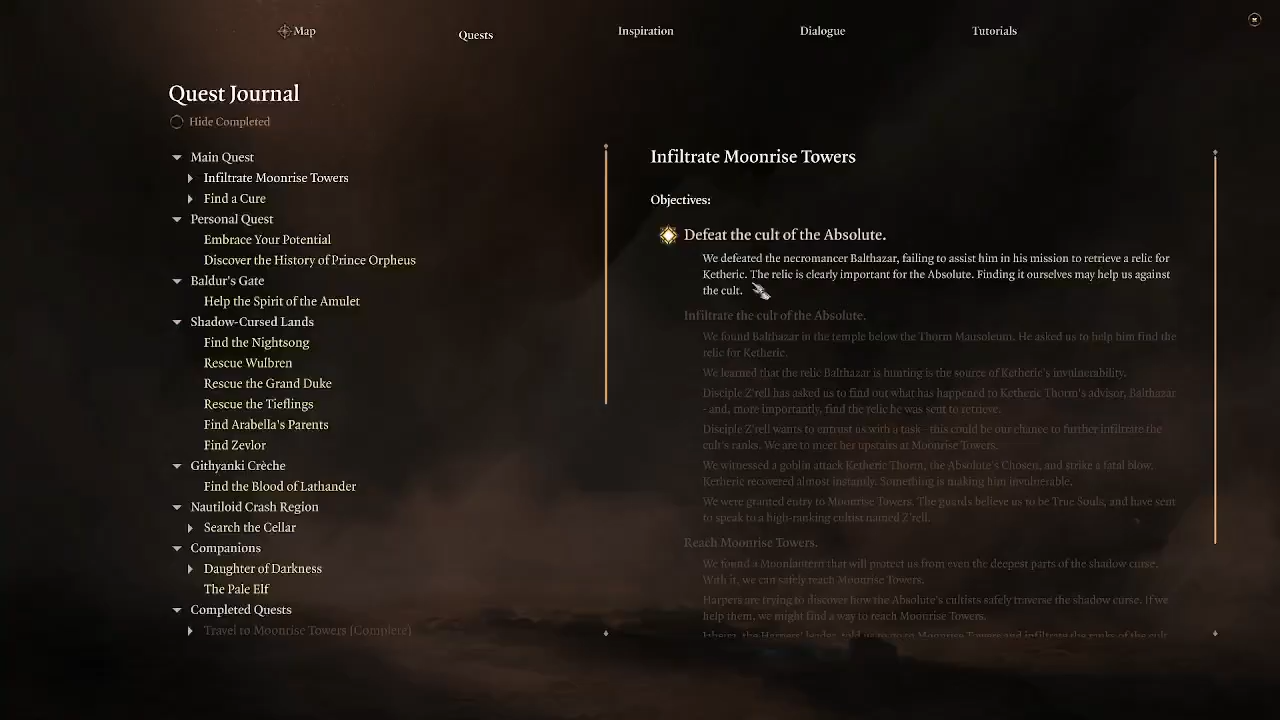 Map
Quests
Inspiration
Dialogue
Tutorials
Quest Journal
Hide Completed
Main Quest
Infiltrate Moonrise Towers
Find a Cure
Personal Quest
Embrace Your Potential
Discover the History of Prince Orpheus
Baldur's Gate
Help the Spirit of the Amulet
Shadow-Cursed Lands
Find the Nightsong
Rescue Wulbren
Rescue the Grand Duke
Rescue the Tieflings
Find Arabella's Parents
Find Zevlor
Githyanki Crèche
Find the Blood of Lathander
Nautiloid Crash Region
Search the Cellar
Companions
Daughter of Darkness
The Pale Elf
Completed Quests
Travel to Moonrise Towers (Complete)
Infiltrate Moonrise Towers
Objectives:
Defeat the cult of the Absolute.
We defeated the necromancer Balthazar, failing to assist him in his mission to retrieve a relic for
Ketheric. The relic is clearly important for the Absolute. Finding it ourselves may help us against
the cult.
Infiltrate the cult of the Absolute.
We found Balthazar in the temple below the Thorm Mausoleum. He asked us to help him find the
relic for Ketheric.
We learned that the relic Balthazar is hunting is the source of Ketheric's invulnerability.
Disciple Z'rell has asked us to find out what has happened to Ketheric Thorm's advisor, Balthazar
- and, more importantly, find the relic he was sent to retrieve.
Disciple Z'rell wants to entrust us with a task - this could be our chance to further infiltrate the
cult's ranks. We are to meet her upstairs at Moonrise Towers.
We witnessed a goblin attack Ketheric Thorm, the Absolute's Chosen, and strike a fatal blow.
Ketheric recovered almost instantly. Something is making him invulnerable.
We were granted entry to Moonrise Towers. The guards believe us to be True Souls, and have sent
to speak to a high-ranking cultist named Z'rell.
Reach Moonrise Towers.
We found a Moonlantern that will protect us from even the deepest parts of the shadow curse.
With it, we can safely reach Moonrise Towers.
Harpers are trying to discover how the Absolute's cultists safely traverse the shadow curse. If we
help them, we might find a way to reach Moonrise Towers.
Jaheira, the Harpers' leader, told us to go to Moonrise Towers and infiltrate the ranks of the cult